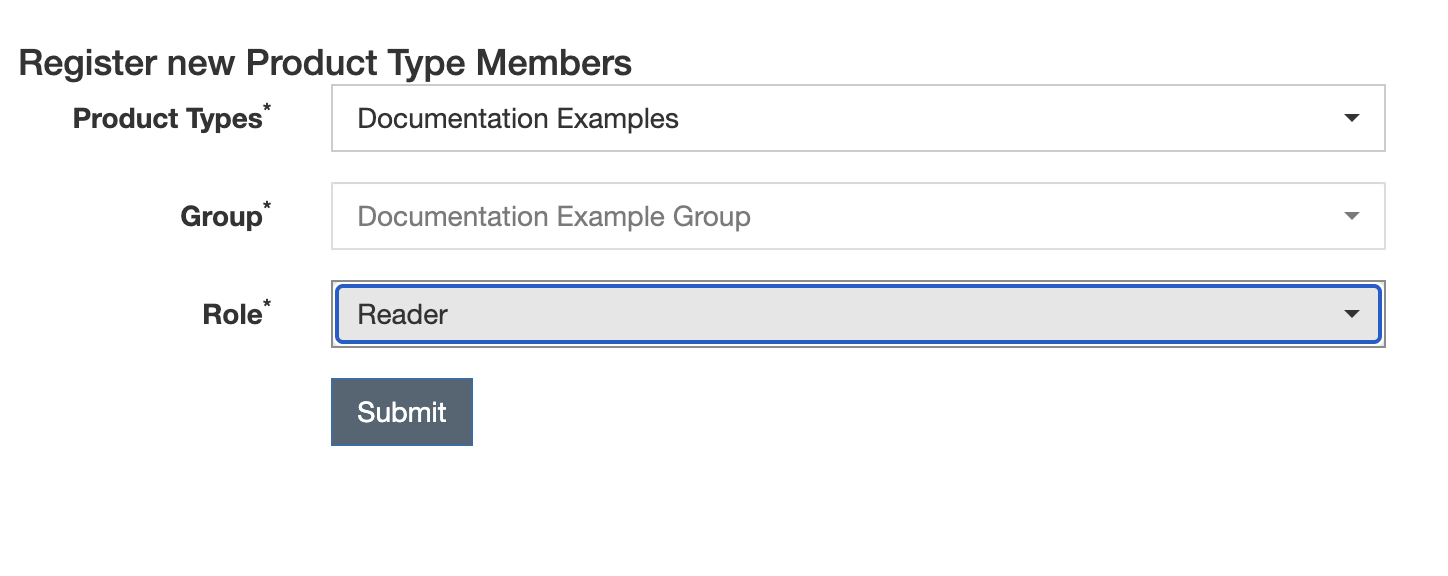 Register new Product Type Members
Product Types* Documentation Examples
Group* Documentation Example Group
Role* Reader
Submit